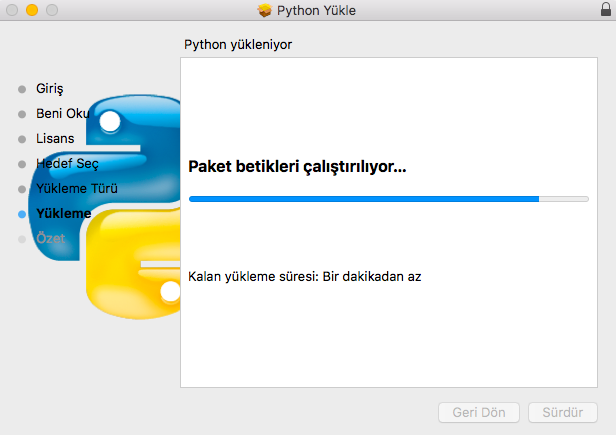 Python Yükle
Python yükleniyor
Giriş
Beni Oku
Lisans
Hedef Seç
Yükleme Türü
Yükleme
Özet
Paket betikleri çalıştırılıyor...
Kalan yükleme süresi: Bir dakikadan az
Geri Dön
Sürdür